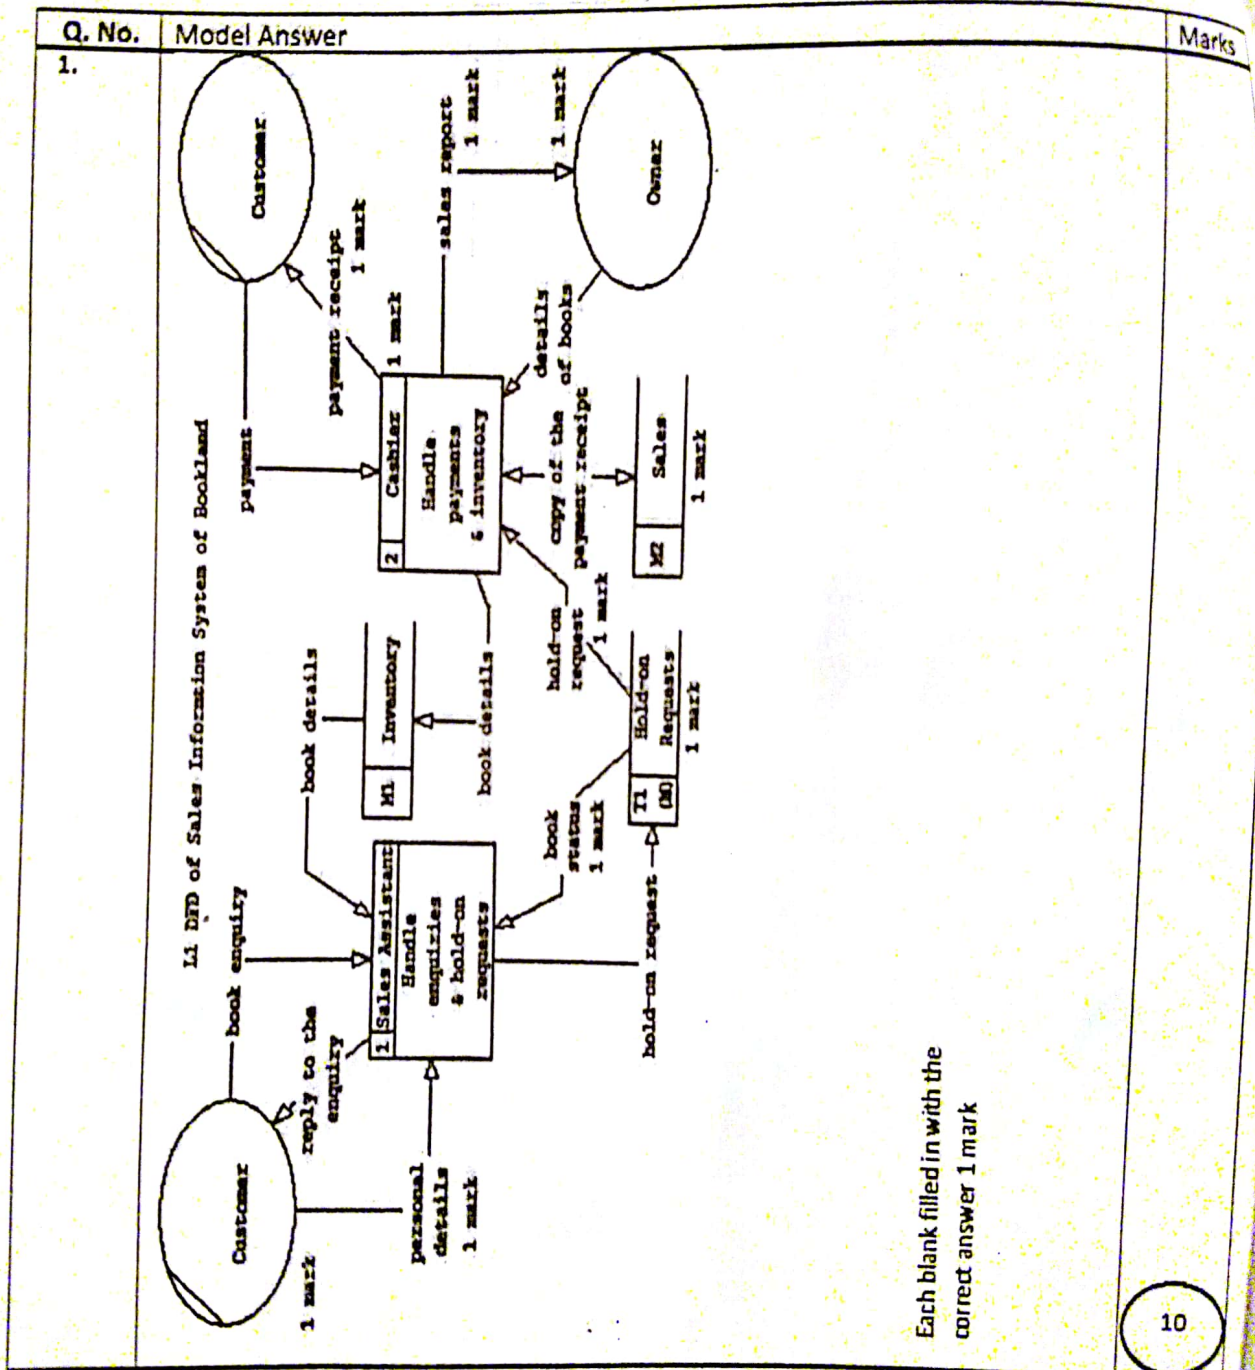 Q. No.
Model Answer
Marks
1.
L1 DFD of Sales Information System of Bookland
Customer
1 mark
book enquiry
reply to the
enquiry
personal
details
1 mark
1
Sales Assistant
Handle
enquiries
& hold-on
requests
book details
M1
Inventory
book details
book
status
1 mark
hold-on request
T1
(M)
Hold-on
Requests
1 mark
hold-on
request
1 mark
payment
2
Cashier
1 mark
Handle
payments
& inventory
copy of the
payment receipt
M2
Sales
1 mark
payment receipt
1 mark
Customer
details
of books
sales report
1 mark
Owner
1 mark
Each blank filled in with the
correct answer 1 mark
10